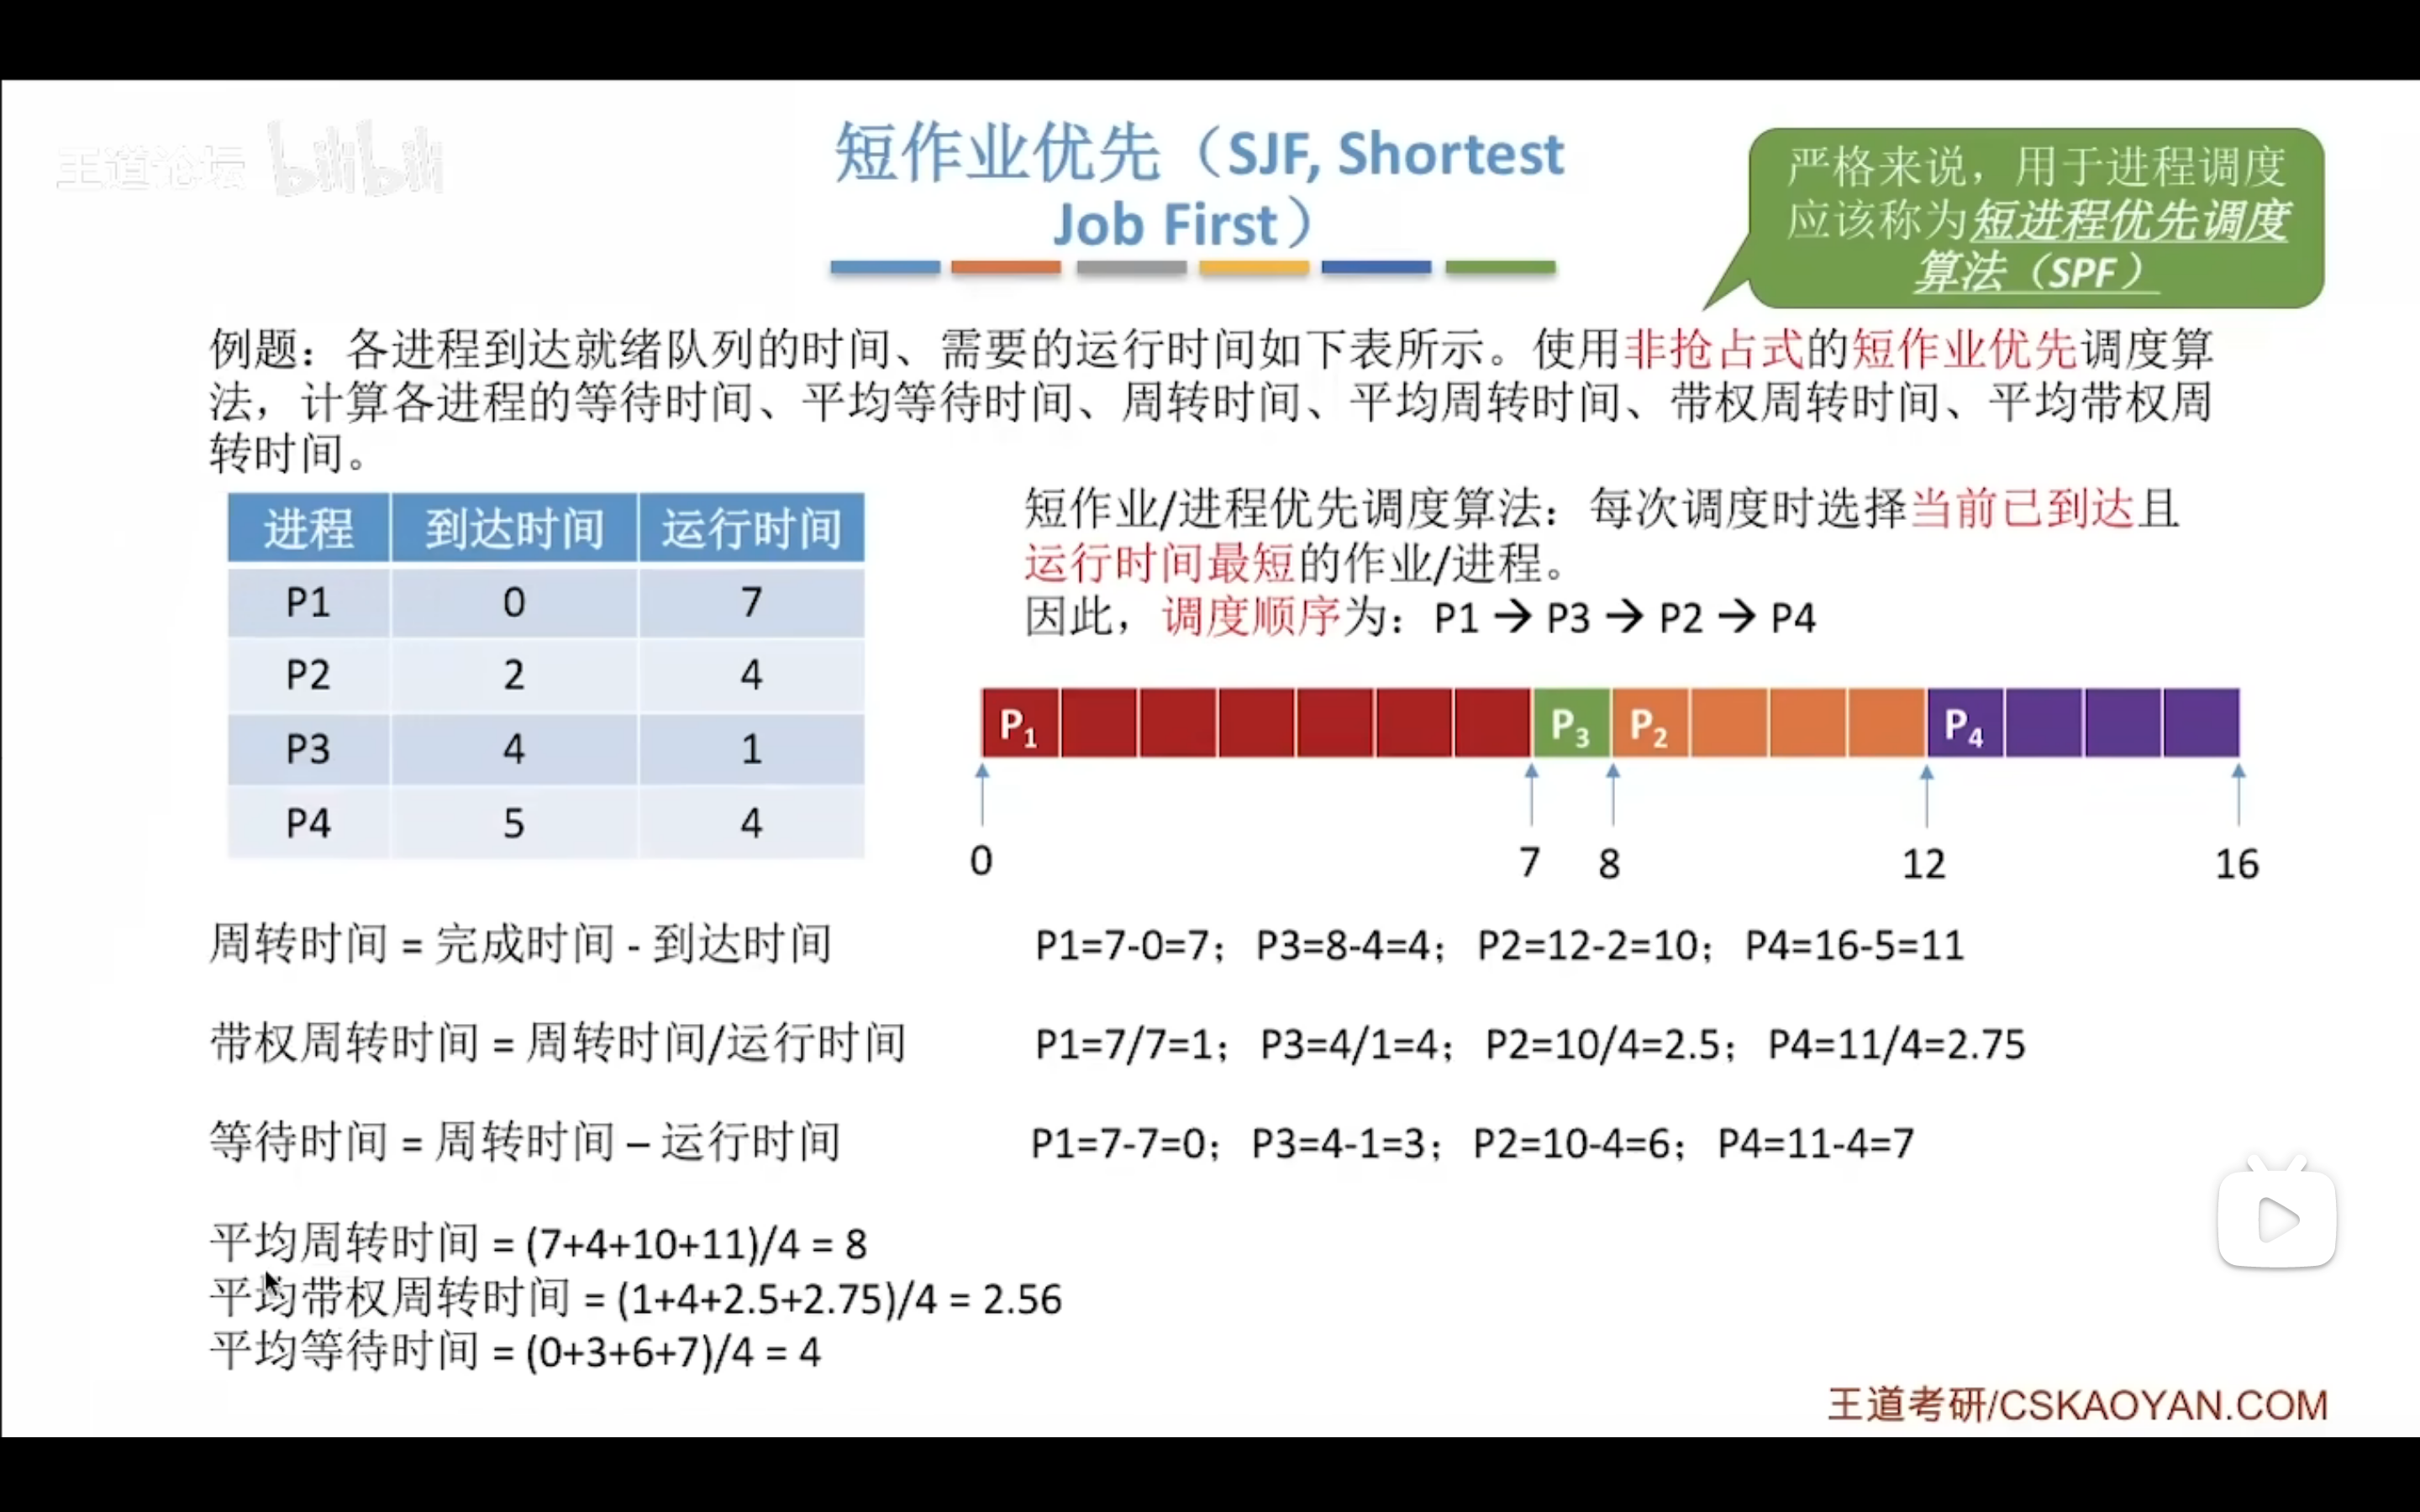 王道论坛 bilibili
短作业优先（SJF, Shortest
Job First）
严格来说，用于进程调度
应该称为短进程优先调度
算法（SPF）
例题：各进程到达就绪队列的时间、需要的运行时间如下表所示。使用非抢占式的短作业优先调度算
法，计算各进程的等待时间、平均等待时间、周转时间、平均周转时间、带权周转时间、平均带权周
转时间。
进程 到达时间 运行时间
P1 0 7
P2 2 4
P3 4 1
P4 5 4
短作业/进程优先调度算法：每次调度时选择当前已到达且
运行时间最短的作业/进程。
因此，调度顺序为：P1 → P3 → P2 → P4
P1 P3 P2 P4
0 7 8 12 16
周转时间 = 完成时间 - 到达时间
P1=7-0=7；P3=8-4=4；P2=12-2=10；P4=16-5=11
带权周转时间 = 周转时间/运行时间
P1=7/7=1；P3=4/1=4；P2=10/4=2.5；P4=11/4=2.75
等待时间 = 周转时间 – 运行时间
P1=7-7=0；P3=4-1=3；P2=10-4=6；P4=11-4=7
平均周转时间 = (7+4+10+11)/4 = 8
平均带权周转时间 = (1+4+2.5+2.75)/4 = 2.56
平均等待时间 = (0+3+6+7)/4 = 4
王道考研/CSKAOYAN.COM